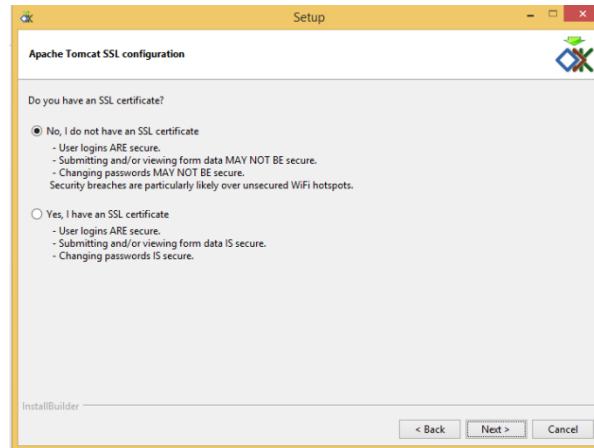 Setup
Apache Tomcat SSL configuration
Do you have an SSL certificate?
No, I do not have an SSL certificate
- User logins ARE secure.
- Submitting and/or viewing form data MAY NOT BE secure.
- Changing passwords MAY NOT BE secure.
Security breaches are particularly likely over unsecured WiFi hotspots.
Yes, I have an SSL certificate
- User logins ARE secure.
- Submitting and/or viewing form data IS secure.
- Changing passwords IS secure.
InstallBuilder
< Back Next > Cancel